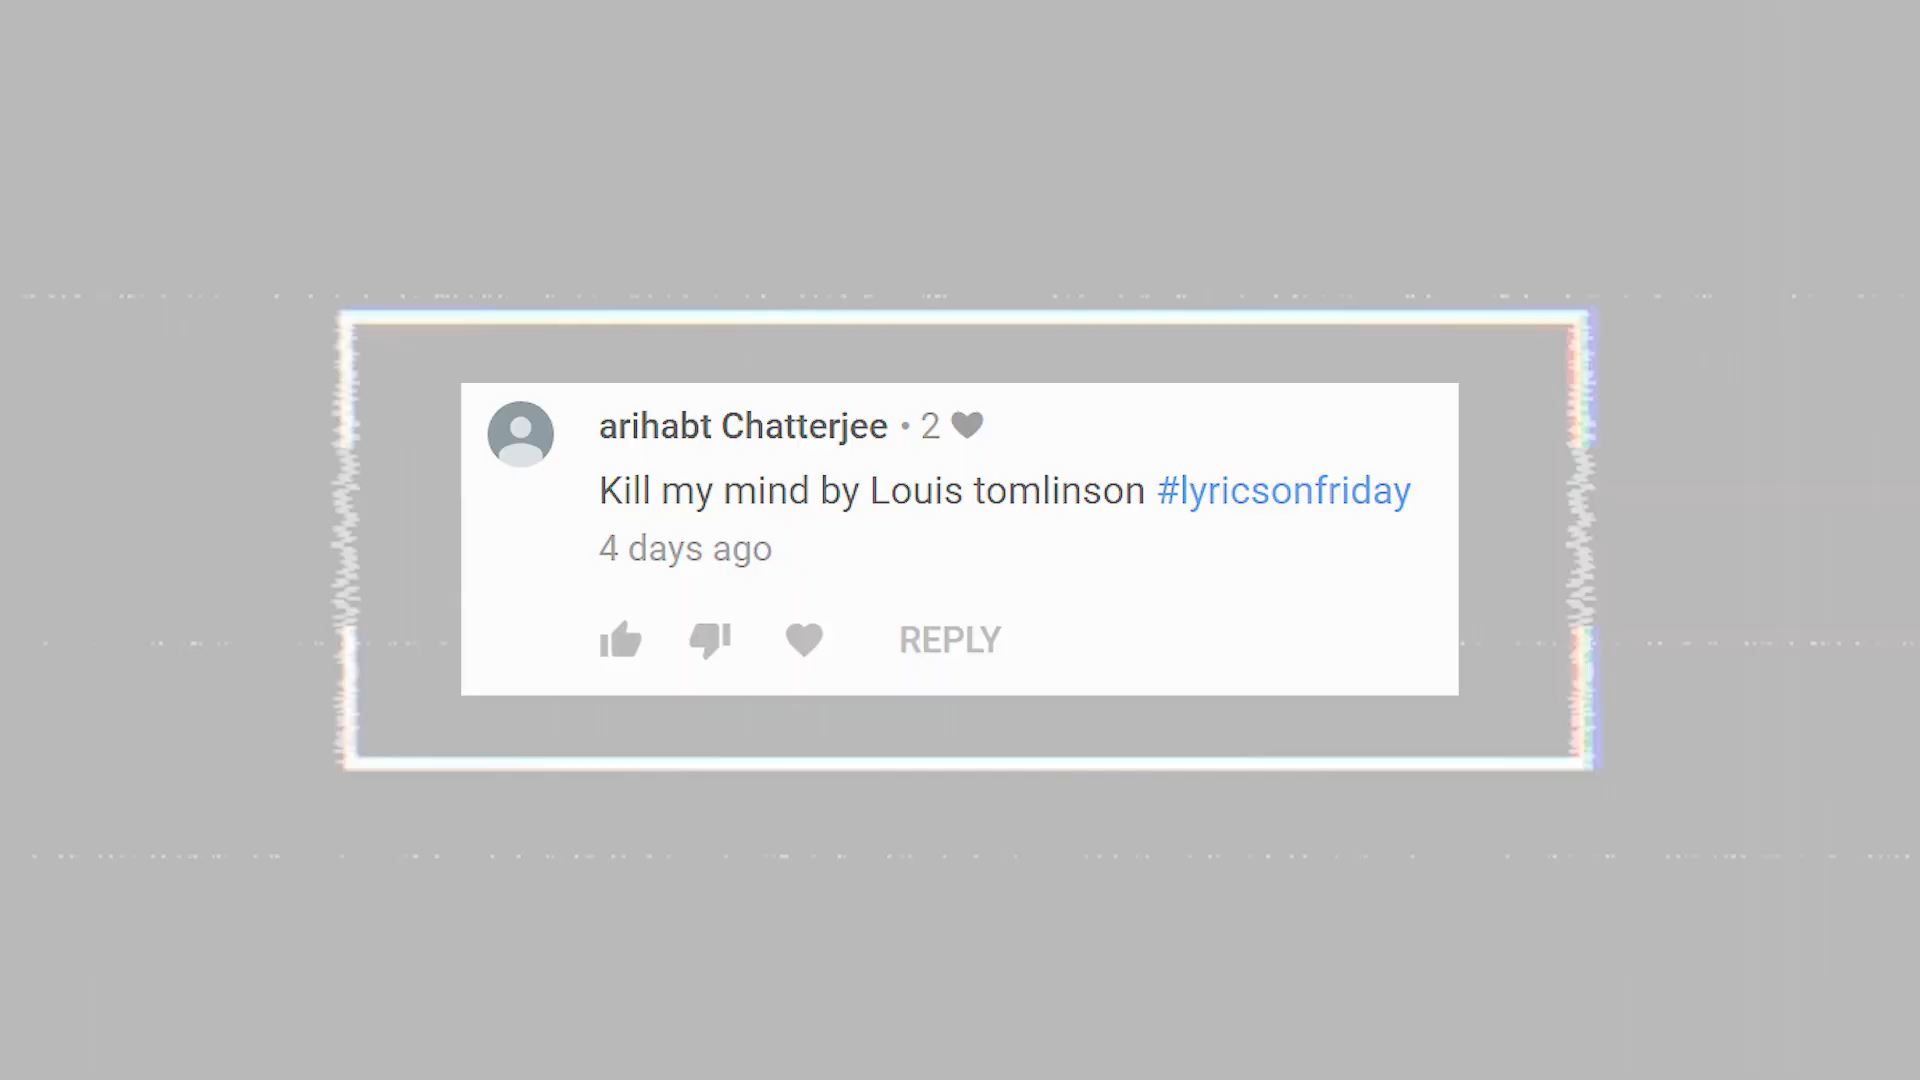 arihabt Chatterjee • 2
Kill my mind by Louis tomlinson #lyricsonfriday
4 days ago
REPLY